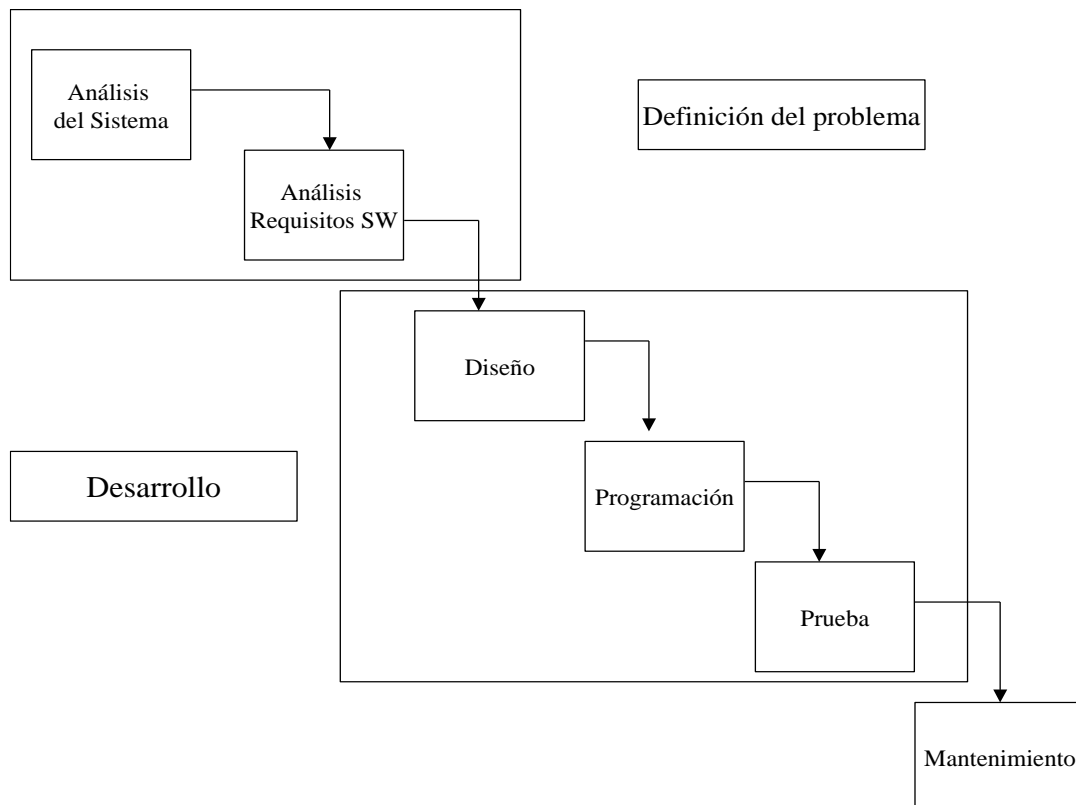 Análisis
del Sistema
Definición del problema
Análisis
Requisitos SW
Diseño
Desarrollo
Programación
Prueba
Mantenimiento